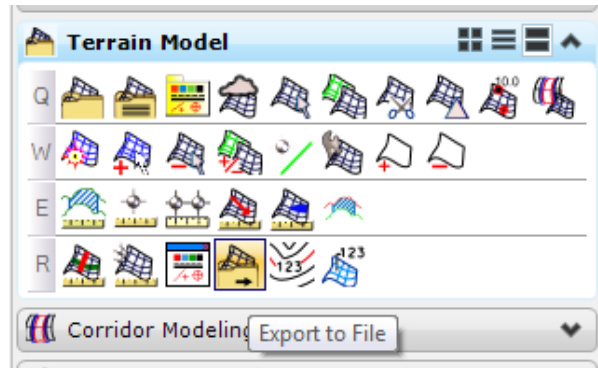 Terrain Model
Q
10.0
W
E
R
123
123
Corridor Modeling
Export to File